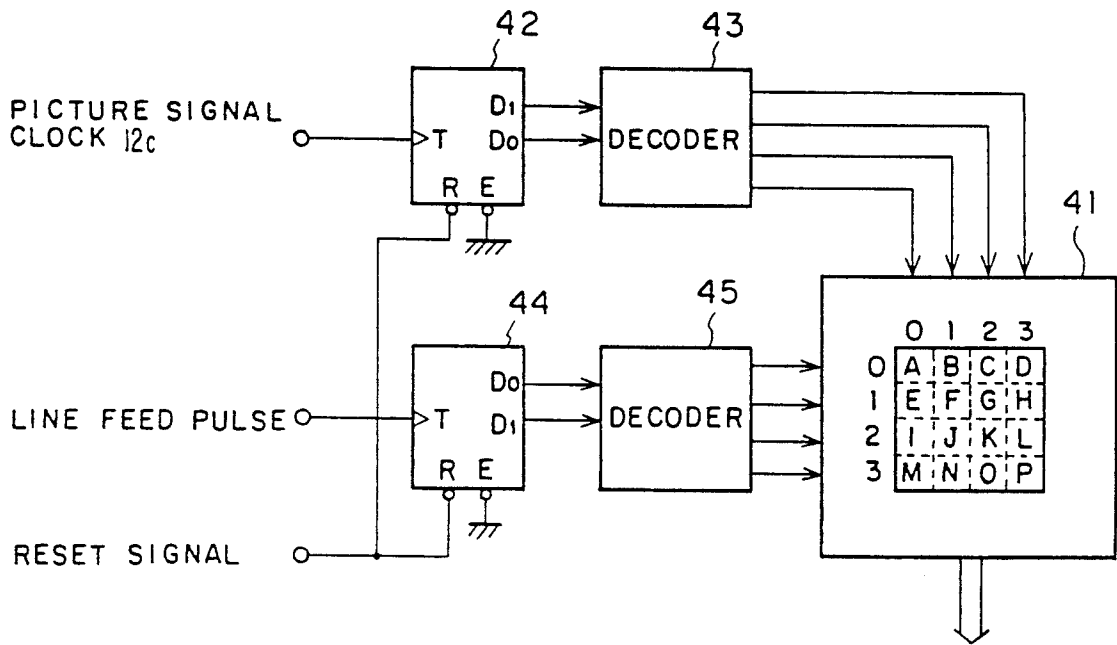 42
43
PICTURE SIGNAL
CLOCK 12c
T
D1
D0
R E
DECODER
41
44
45
LINE FEED PULSE
T
D0
D1
R E
DECODER
0 1 2 3
0 A B C D
1 E F G H
2 I J K L
3 M N O P
RESET SIGNAL